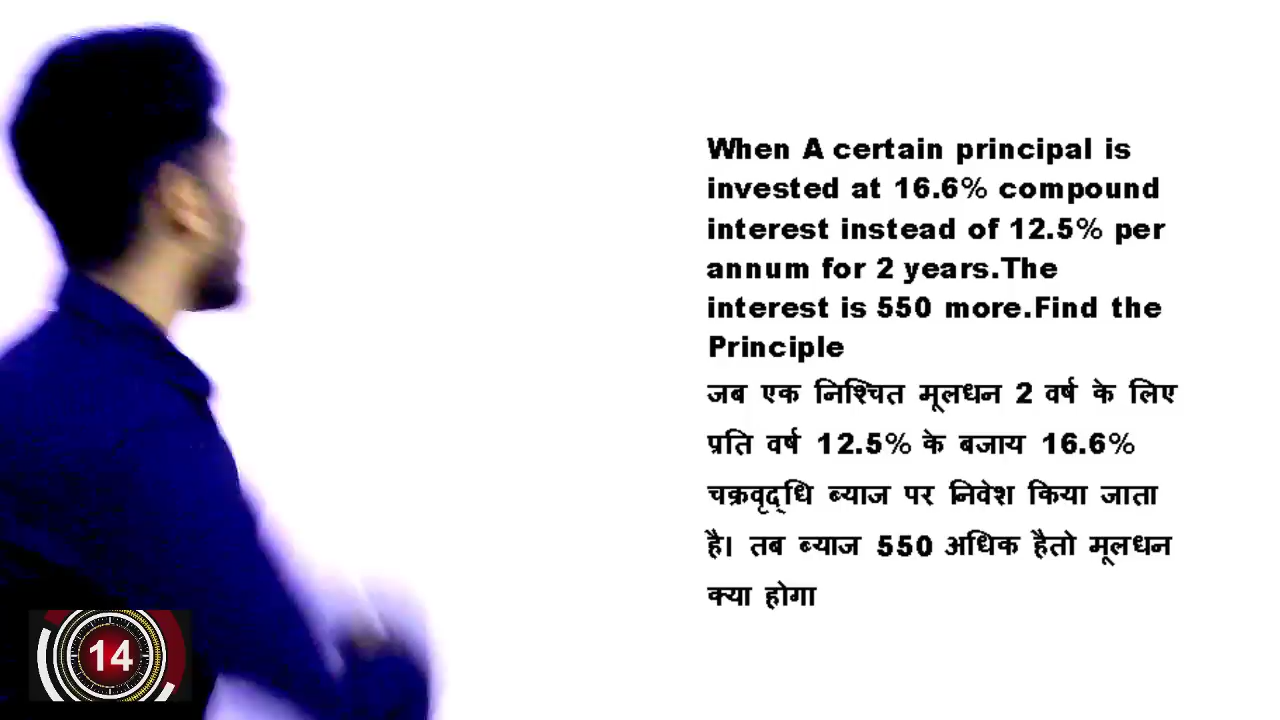 When A certain principal is
invested at 16.6% compound
interest instead of 12.5% per
annum for 2 years.The
interest is 550 more.Find the
Principle
जब एक निश्चित मूलधन 2 वर्ष के लिए
प्रति वर्ष 12.5% के बजाय 16.6%
चक्रवृद्धि ब्याज पर निवेश किया जाता
है। तब ब्याज 550 अधिक हैतो मूलधन
क्या होगा
14